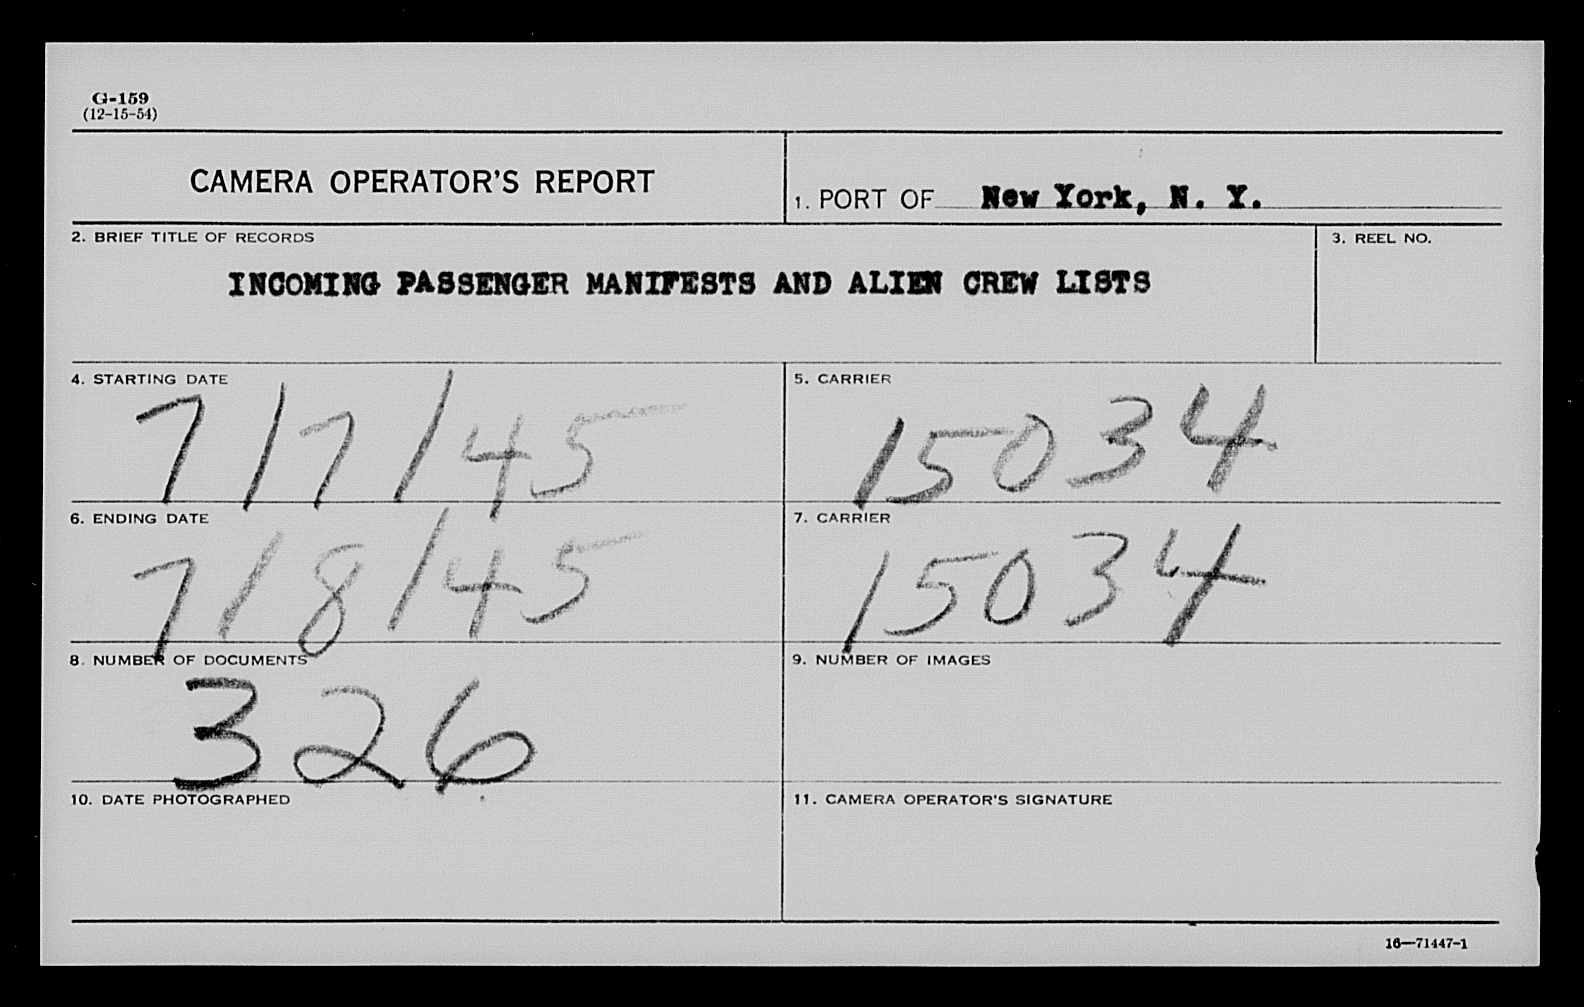 G-159
(12-15-54)
CAMERA OPERATOR'S REPORT
1. PORT OF New York, N. Y.
2. BRIEF TITLE OF RECORDS
INCOMING PASSENGER MANIFESTS AND ALIEN CREW LISTS
3. REEL NO.
4. STARTING DATE
7/7/45
5. CARRIER
15034
6. ENDING DATE
7/8/45
7. CARRIER
15034
8. NUMBER OF DOCUMENTS
326
9. NUMBER OF IMAGES
10. DATE PHOTOGRAPHED
11. CAMERA OPERATOR'S SIGNATURE
16—71447-1